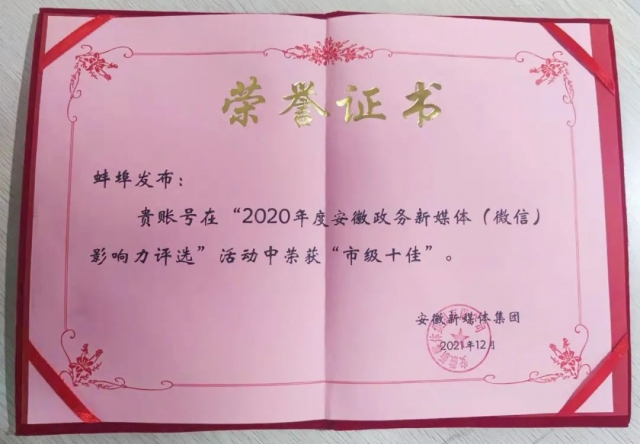 荣誉证书
蚌埠发布：
贵账号在“2020年度安徽政务新媒体（微信）
影响力评选”活动中荣获“市级十佳”。
安徽新媒体集团
2021年12月